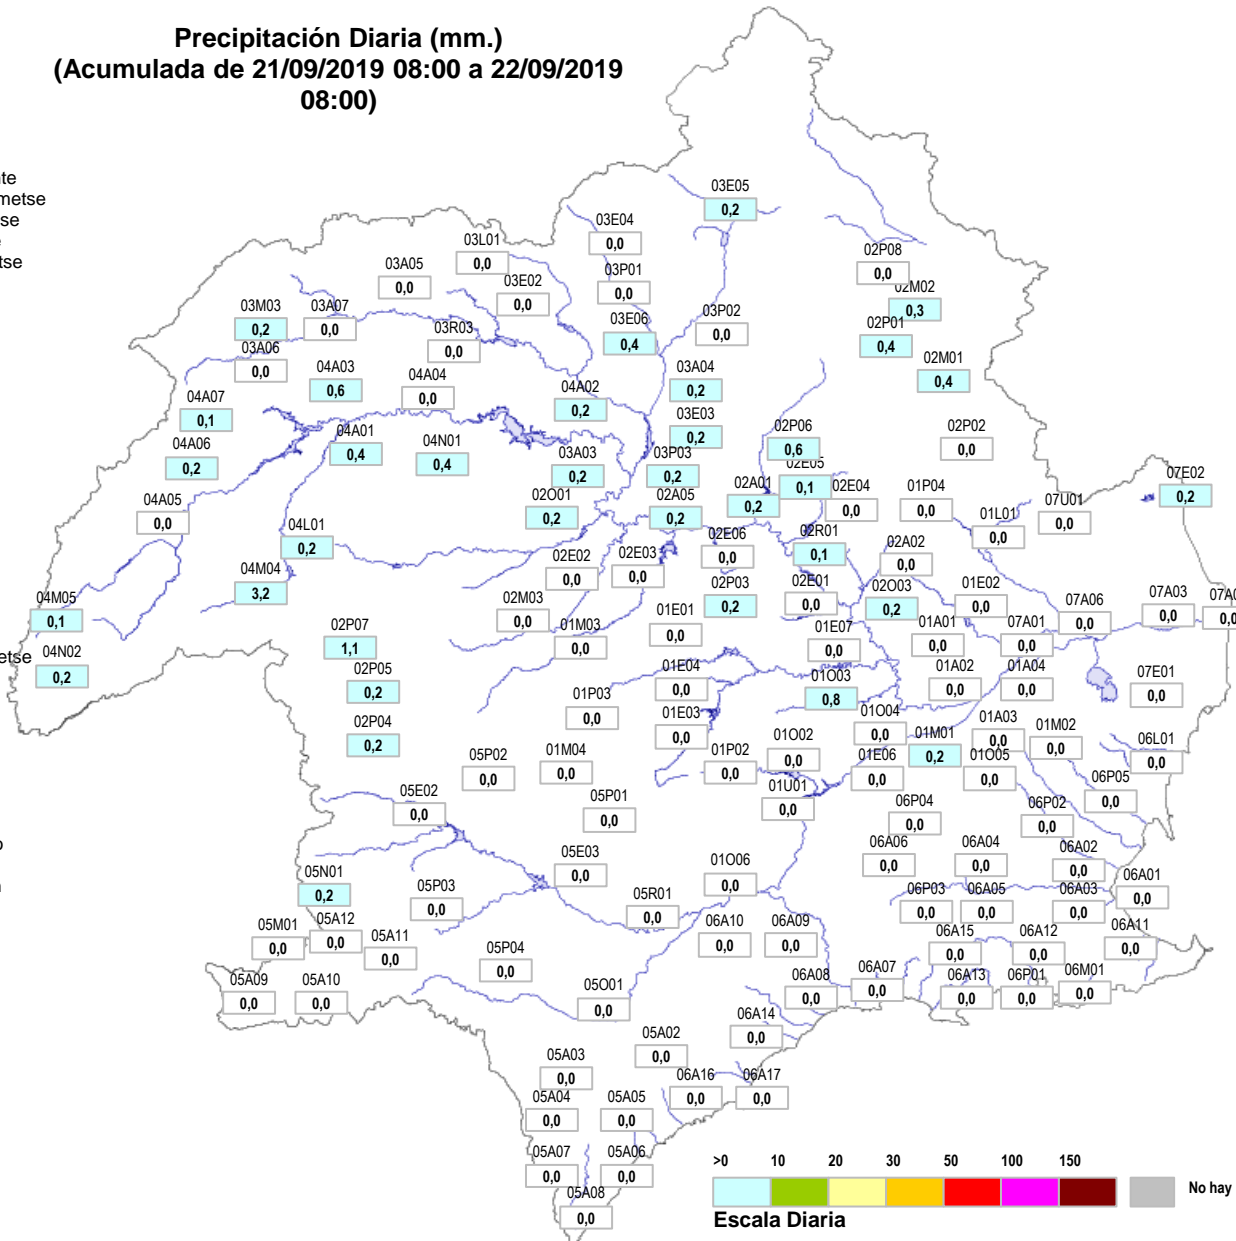 Precipitación Diaria (mm.)
(Acumulada de 21/09/2019 08:00 a 22/09/2019
08:00)
nte
metse
se
e
tse
etse
o
n
03E05
0,2
03E04
0,0
03L01
0,0
02P08
0,0
03A05
0,0
03E02
0,0
03P01
0,0
02M02
0,3
03M03
0,2
03A07
0,0
03R03
0,0
03E06
0,4
03P02
0,0
02P01
0,4
03A06
0,0
04A03
0,6
04A04
0,0
03A04
0,2
02M01
0,4
04A07
0,1
04A02
0,2
03E03
0,2
04A01
0,4
04N01
0,4
02P06
0,6
02P02
0,0
04A06
0,2
03A03
0,2
03P03
0,2
02E05
0,1
07E02
0,2
04A05
0,0
02O01
0,2
02A05
0,2
02A01
0,2
02E04
0,0
01P04
0,0
01L01
0,0
07U01
0,0
04L01
0,2
02E02
0,0
02E03
0,0
02E06
0,0
02R01
0,1
02A02
0,0
04M04
3,2
04M05
0,1
02M03
0,0
02P03
0,2
02E01
0,0
02O03
0,2
01E02
0,0
07A06
0,0
07A03
0,0
07A0
0,0
02P07
1,1
01M03
0,0
01E01
0,0
01E07
0,0
01A01
0,0
07A01
0,0
04N02
0,2
02P05
0,2
01E04
0,0
01O03
0,8
01A02
0,0
01A04
0,0
07E01
0,0
01P03
0,0
02P04
0,2
01E03
0,0
01O04
0,0
01M01
0,2
01A03
0,0
01M02
0,0
06L01
0,0
05P02
0,0
01M04
0,0
01P02
0,0
01O02
0,0
01E06
0,0
01O05
0,0
06P05
0,0
05E02
0,0
05P01
0,0
01U01
0,0
06P04
0,0
06P02
0,0
05E03
0,0
01O06
0,0
06A06
0,0
06A04
0,0
06A02
0,0
05N01
0,2
05P03
0,0
05R01
0,0
06P03
0,0
06A05
0,0
06A03
0,0
06A01
0,0
05M01
0,0
05A12
0,0
05A11
0,0
06A10
0,0
06A09
0,0
06A15
0,0
06A12
0,0
06A11
0,0
05P04
0,0
05A09
0,0
05A10
0,0
05O01
0,0
06A08
0,0
06A07
0,0
06A13
0,0
06P01
0,0
06M01
0,0
05A02
0,0
06A14
0,0
05A03
0,0
06A16
0,0
06A17
0,0
05A04
0,0
05A05
0,0
05A07
0,0
05A06
0,0
05A08
0,0
>0 10 20 30 50 100 150
No hay
Escala Diaria